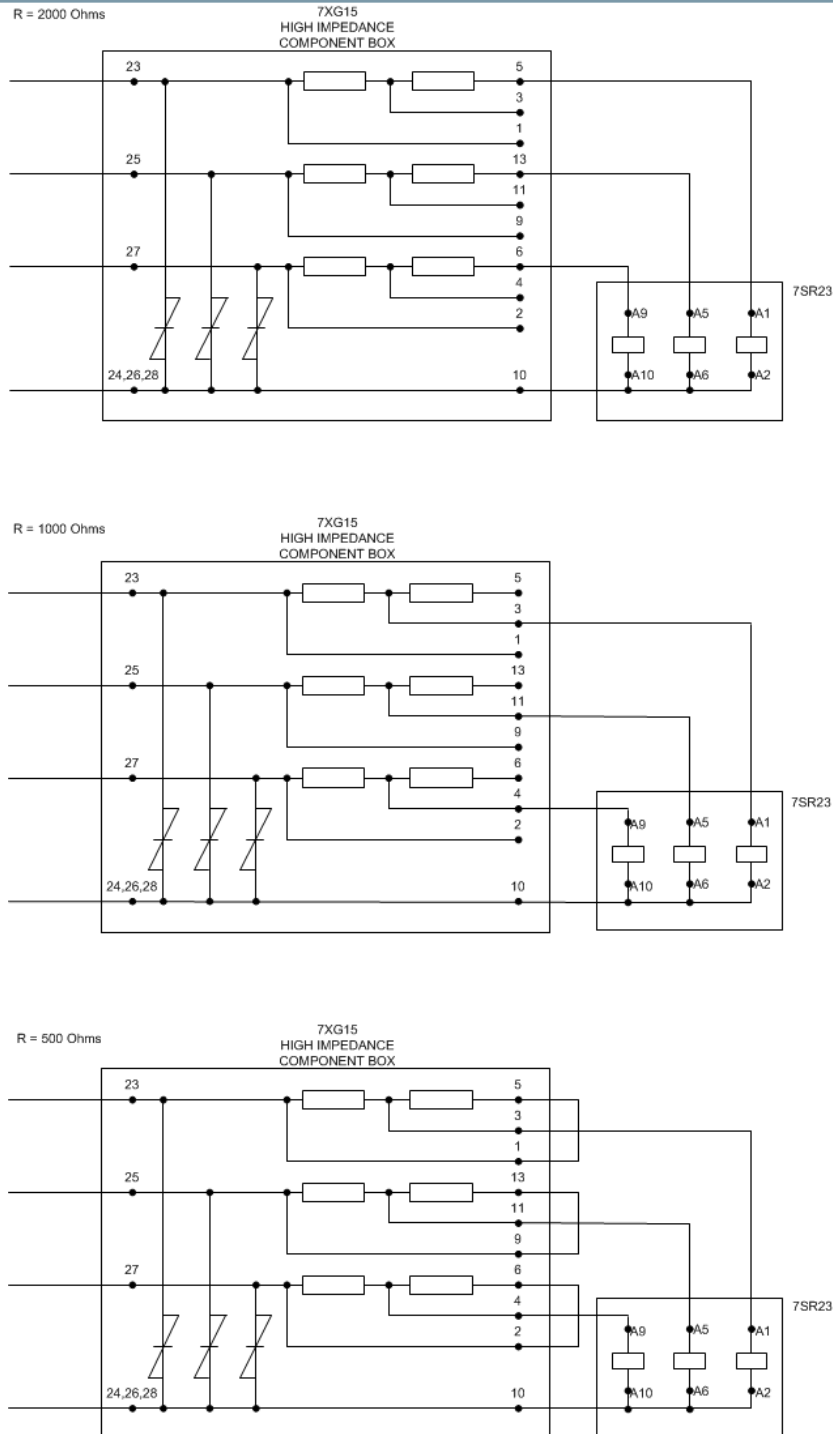 R = 2000 Ohms
7XG15
HIGH IMPEDANCE
COMPONENT BOX
23
5
3
1
25
13
11
9
27
6
4
2
7SR23
A9
A5
A1
24,26,28
10
A10
A6
A2
R = 1000 Ohms
7XG15
HIGH IMPEDANCE
COMPONENT BOX
23
5
3
1
25
13
11
9
27
6
4
2
7SR23
A9
A5
A1
24,26,28
10
A10
A6
A2
R = 500 Ohms
7XG15
HIGH IMPEDANCE
COMPONENT BOX
23
5
3
1
25
13
11
9
27
6
4
2
7SR23
A9
A5
A1
24,26,28
10
A10
A6
A2